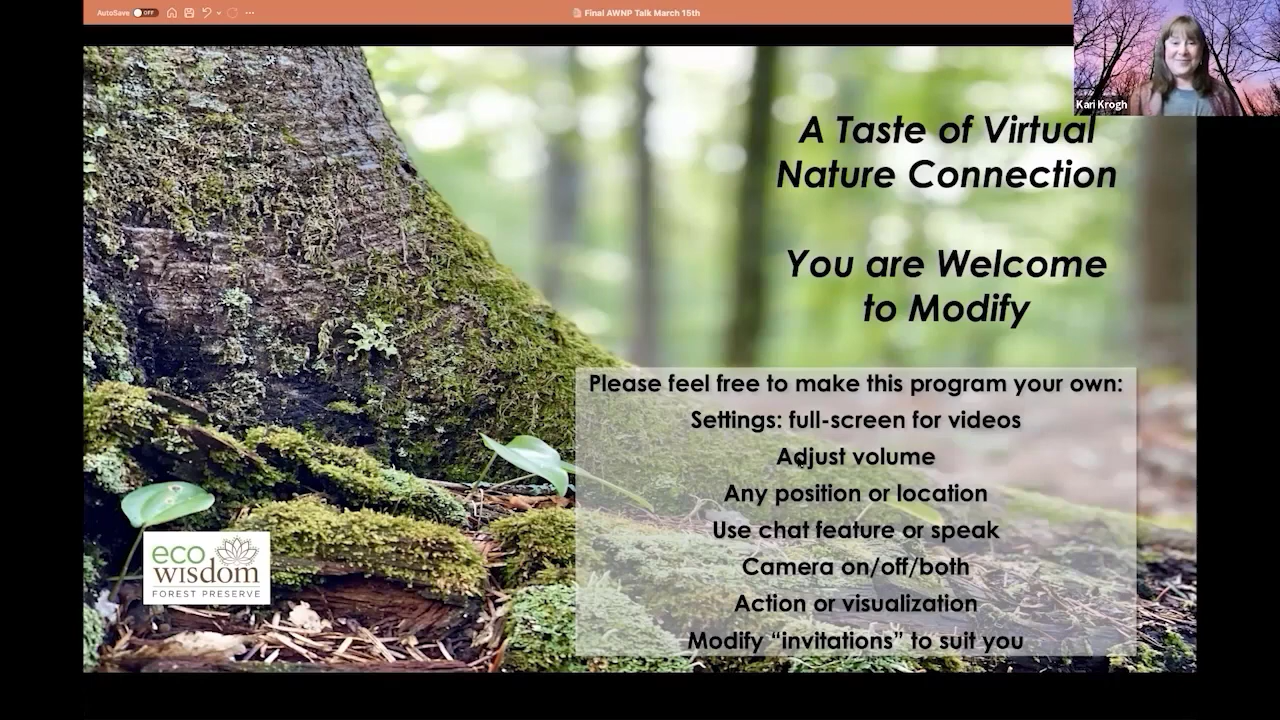 AutoSave OFF
Final AWNP Talk March 15th
Kari Krogh
A Taste of Virtual
Nature Connection
You are Welcome
to Modify
Please feel free to make this program your own:
Settings: full-screen for videos
Adjust volume
Any position or location
Use chat feature or speak
Camera on/off/both
Action or visualization
Modify “invitations” to suit you
eco
wisdom
FOREST PRESERVE